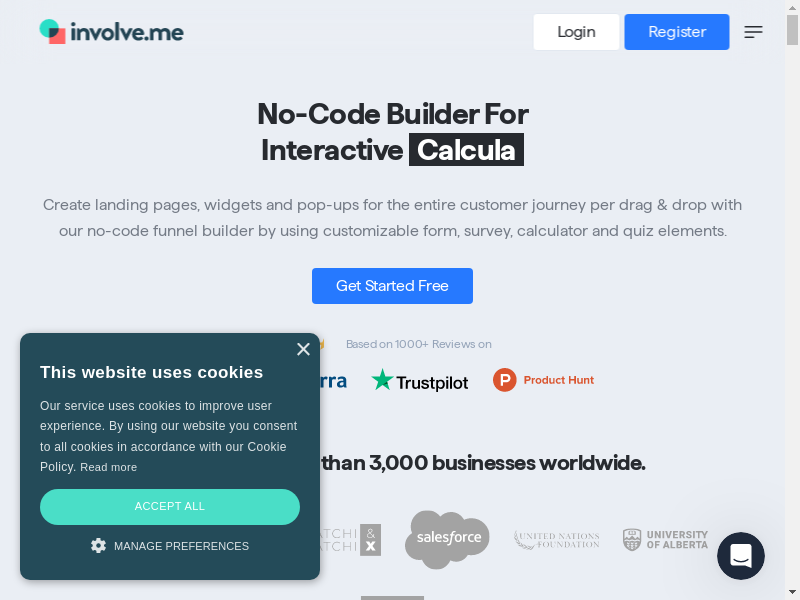 involve.me
Login
Register
No-Code Builder For
Interactive Calcula
Create landing pages, widgets and pop-ups for the entire customer journey per drag & drop with
our no-code funnel builder by using customizable form, survey, calculator and quiz elements.
Get Started Free
Based on 1000+ Reviews on
rra
Trustpilot
Product Hunt
than 3,000 businesses worldwide.
ATCHI
ATCHI
&
X
salesforce
UNITED NATIONS
FOUNDATION
UNIVERSITY
OF ALBERTA
This website uses cookies
Our service uses cookies to improve user
experience. By using our website you consent
to all cookies in accordance with our Cookie
Policy. Read more
ACCEPT ALL
MANAGE PREFERENCES